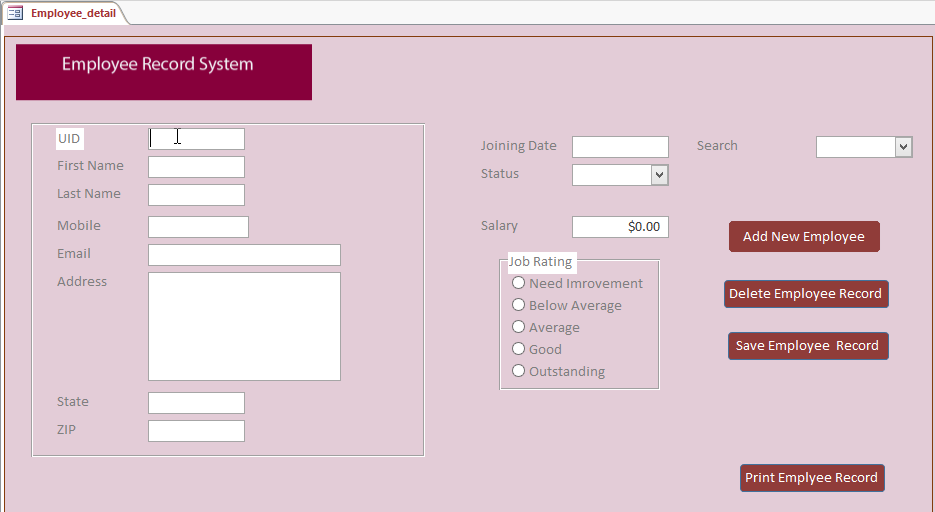 Employee_detail
Employee Record System
UID
First Name
Last Name
Mobile
Email
Address
State
ZIP
Joining Date
Status
Salary
$0.00
Job Rating
Need Imrovement
Below Average
Average
Good
Outstanding
Search
Add New Employee
Delete Employee Record
Save Employee Record
Print Emplyee Record